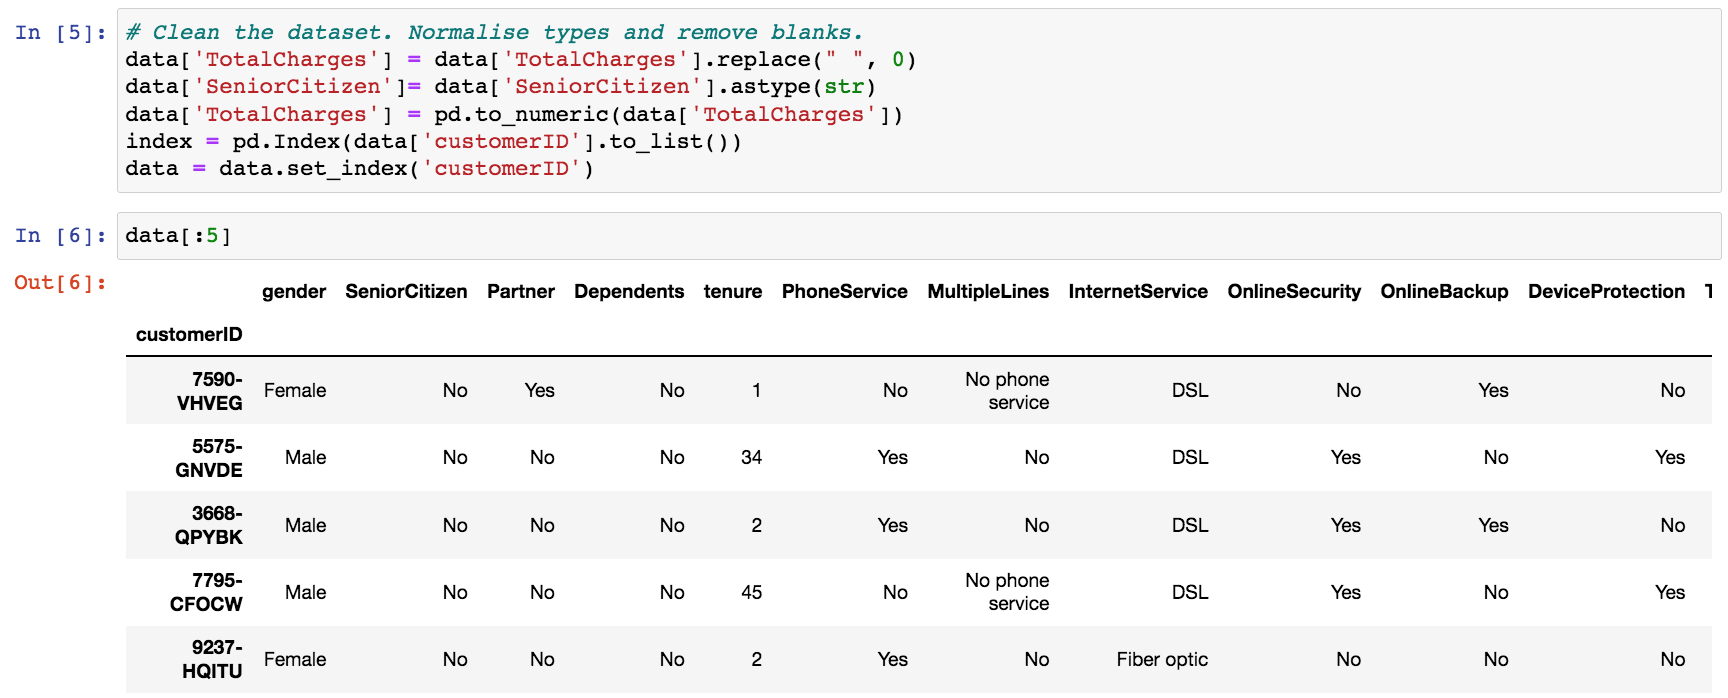 In [5]: # Clean the dataset. Normalise types and remove blanks.
data['TotalCharges'] = data['TotalCharges'].replace(" ", 0)
data['SeniorCitizen']= data['SeniorCitizen'].astype(str)
data['TotalCharges'] = pd.to_numeric(data['TotalCharges'])
index = pd.Index(data['customerID'].to_list())
data = data.set_index('customerID')
In [6]: data[:5]
Out[6]:
gender SeniorCitizen Partner Dependents tenure PhoneService MultipleLines InternetService OnlineSecurity OnlineBackup DeviceProtection
customerID
7590-VHVEG Female No Yes No 1 No No phone service DSL No Yes No
5575-GNVDE Male No No No 34 Yes No DSL Yes No Yes
3668-QPYBK Male No No No 2 Yes No DSL Yes Yes No
7795-CFOCW Male No No No 45 No No phone service DSL Yes No Yes
9237-HQITU Female No No No 2 Yes No Fiber optic No No No